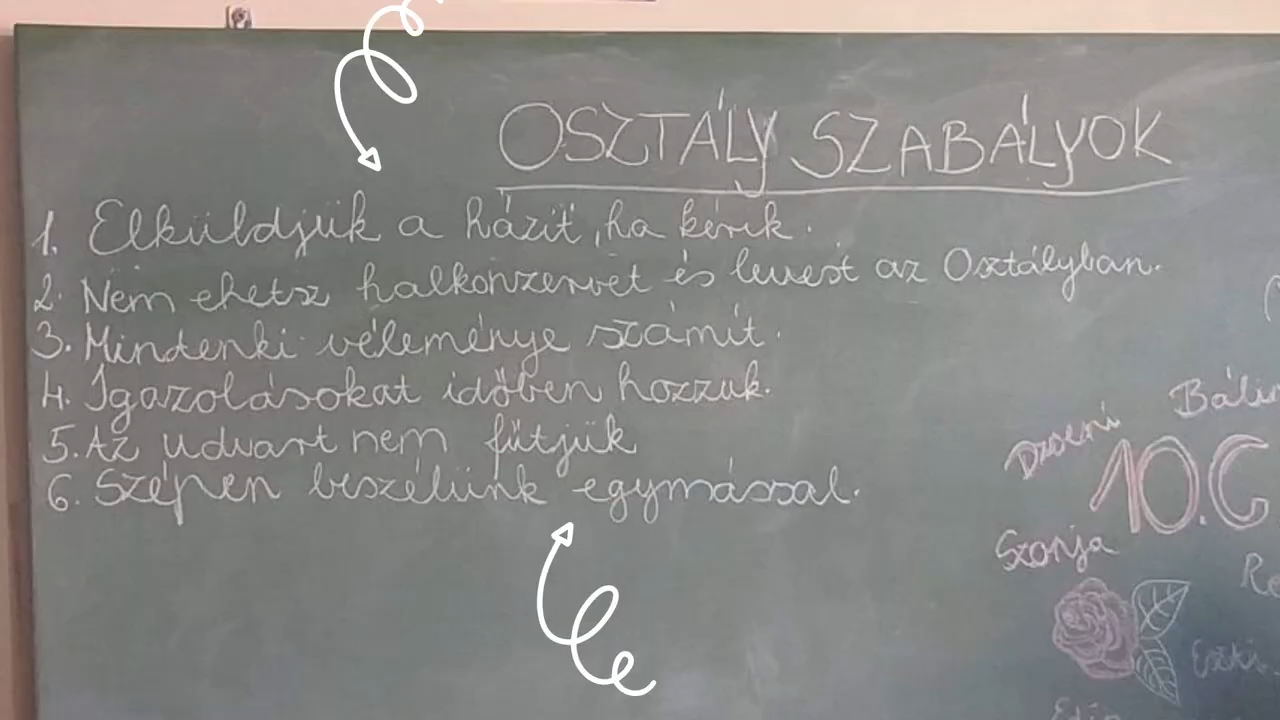 OSZTÁLY SZABÁLYOK
1. Elküldjük a házit, ha kérik.
2. Nem ehetsz halkonzervet és levest az Osztályban.
3. Mindenki véleménye számít.
4. Igazolásokat időben hozzuk.
5. Az udvart nem fűtjük
6. Szépen beszélünk egymással.
Dzseni
10.C
Szonja